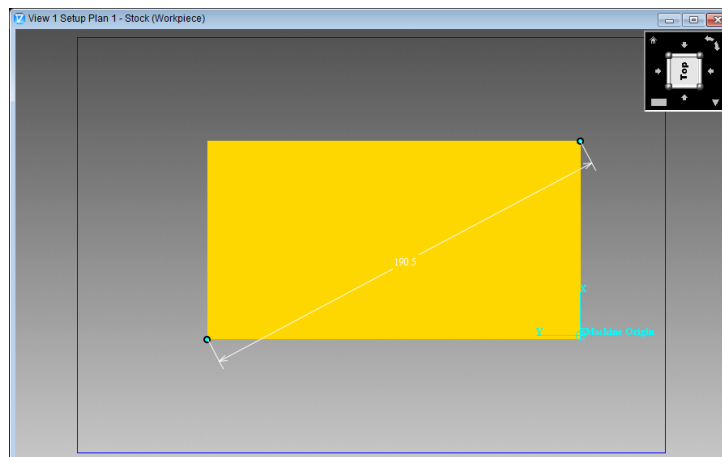 View 1 Setup Plan 1 - Stock (Workpiece)
Top
190.5
X
Y
Machine Origin